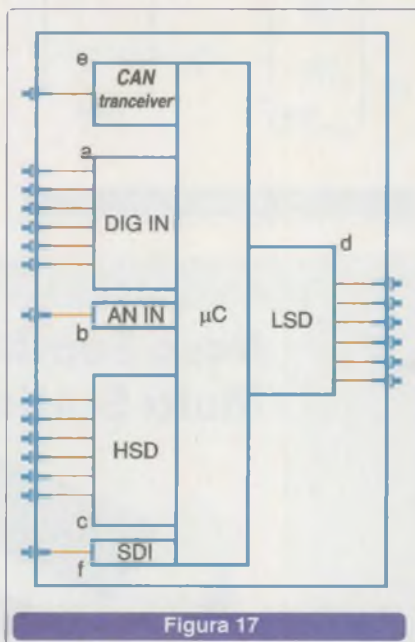 e
CAN
tranceiver
a
DIG IN
d
AN IN
b
µC
LSD
HSD
c
SDI
f
Figura 17